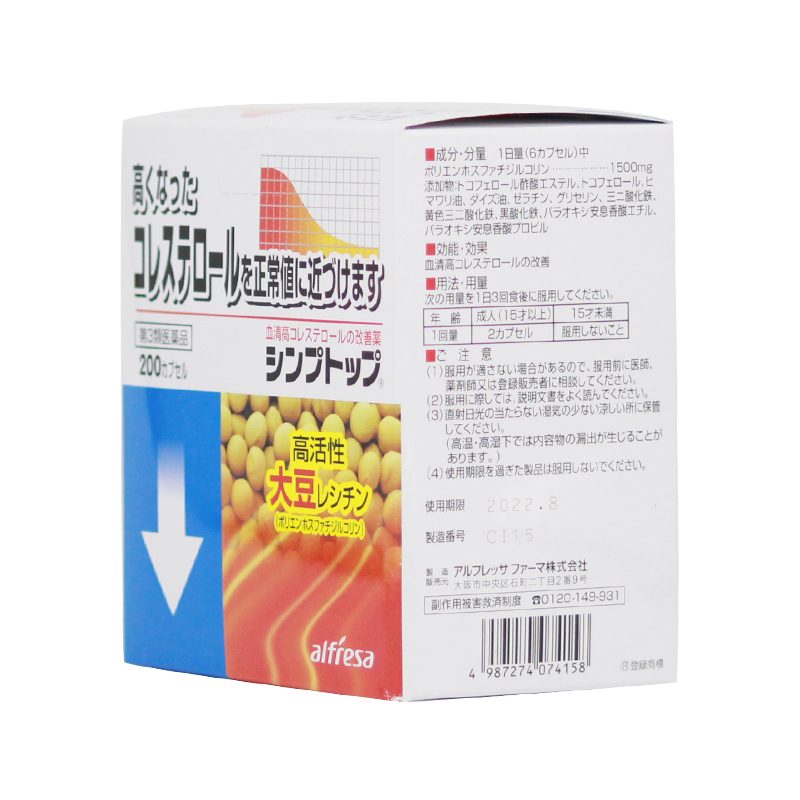 高くなった
コレステロールを正常値に近づけます
第3類医薬品
200カプセル
血清高コレステロールの改善薬
シンプトップ®
高活性
大豆レシチン
(ポリエンホスファチジルコリン)
alfresa
■成分・分量 1日量(6カプセル)中
ポリエンホスファチジルコリン………………1500mg
添加物:トコフェロール酢酸エステル、トコフェロール、ヒ
マワリ油、ダイズ油、ゼラチン、グリセリン、三二酸化鉄、
黄色三二酸化鉄、黒酸化鉄、パラオキシ安息香酸エチル、
パラオキシ安息香酸プロピル
■効能・効果
血清高コレステロールの改善
■用法・用量
次の用量を1日3回食後に服用してください。
年 齢 成人(15才以上) 15才未満
1回量 2カプセル 服用しないこと
■ご注意
(1)服用が適さない場合があるので、服用前に医師、
薬剤師又は登録販売者に相談してください。
(2)服用に際しては、説明文書をよく読んでください。
(3)直射日光の当たらない湿気の少ない涼しい所に保管
してください。
(高温・高湿下では内容物の漏出が生じることが
あります。)
(4)使用期限を過ぎた製品は服用しないでください。
使用期限 2022.8
製造番号 CI15
製造販売元 アルフレッサ ファーマ株式会社
大阪市中央区石町二丁目2番9号
副作用被害救済制度 ☎0120-149-931
4 987274 074158
®登録商標